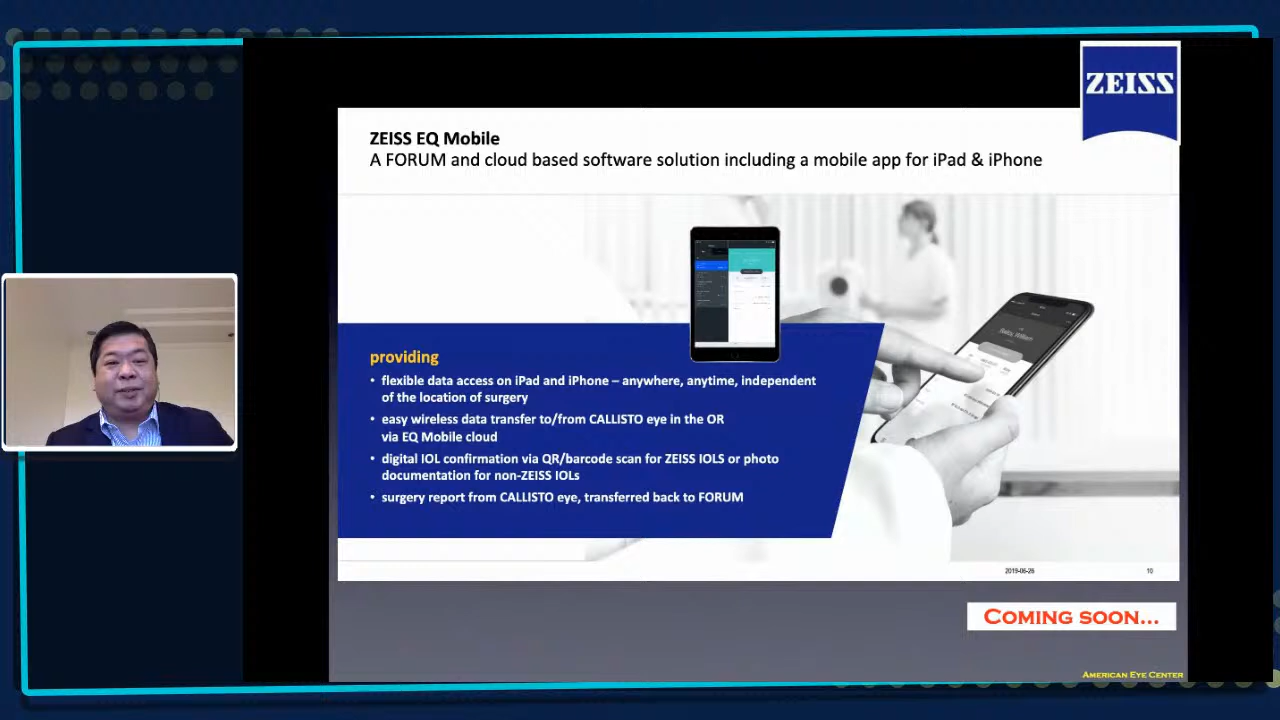 ZEISS
ZEISS EQ Mobile
A FORUM and cloud based software solution including a mobile app for iPad & iPhone
providing
• flexible data access on iPad and iPhone – anywhere, anytime, independent
of the location of surgery
• easy wireless data transfer to/from CALLISTO eye in the OR
via EQ Mobile cloud
• digital IOL confirmation via QR/barcode scan for ZEISS IOLS or photo
documentation for non-ZEISS IOLs
• surgery report from CALLISTO eye, transferred back to FORUM
2019-06-26
10
COMING SOON...
AMERICAN EYE CENTER